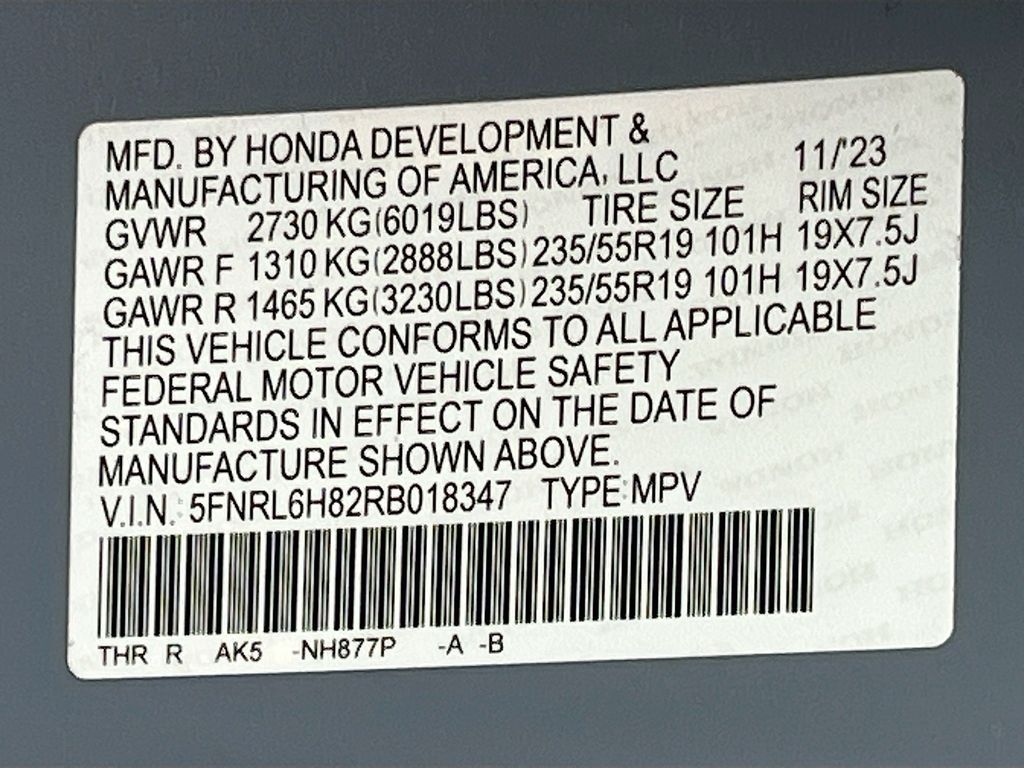 MFD. BY HONDA DEVELOPMENT &
MANUFACTURING OF AMERICA, LLC 11/'23
GVWR 2730 KG(6019LBS) TIRE SIZE RIM SIZE
GAWR F 1310 KG(2888LBS) 235/55R19 101H 19X7.5J
GAWR R 1465 KG(3230LBS) 235/55R19 101H 19X7.5J
THIS VEHICLE CONFORMS TO ALL APPLICABLE
FEDERAL MOTOR VEHICLE SAFETY
STANDARDS IN EFFECT ON THE DATE OF
MANUFACTURE SHOWN ABOVE.
V.I.N.: 5FNRL6H82RB018347 TYPE:MPV
THR R AK5 -NH877P -A -B